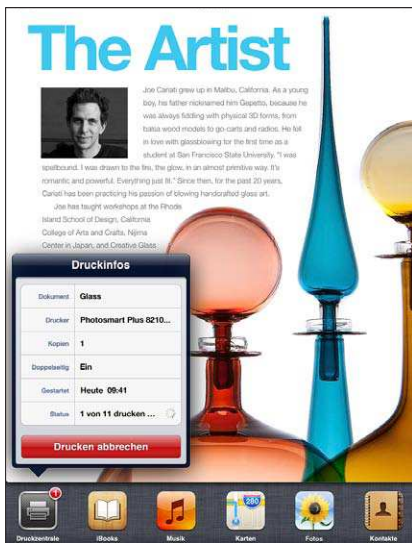 The Artist
Joe Cariati grew up in Malibu, California. As a young
boy, his father nicknamed him Gepetto, because he
was always fiddling with physical 3D forms, from
balsa wood models to go-carts and radios. He fell
in love with glassblowing for the first time as a
student at San Francisco State University. "I was
spellbound. I was drawn to the fire, the glow, in an almost primitive way. It's
romantic and powerful. Everything just fit." Since then, for the past 20 years,
Cariati has been practicing his passion of blowing handcrafted glass art.
Joe has taught workshops at the Rhode
Island School of Design, California
College of Arts and Crafts, Nijima
Center in Japan, and Creative Glass
Druckinfos
Dokument Glass
Drucker Photosmart Plus 8210...
Kopien 1
Doppelseitig Ein
Gestartet Heute 09:41
Status 1 von 11 drucken ...
Drucken abbrechen
1
280
Druckzentrale iBooks Musik Karten Fotos Kontakte